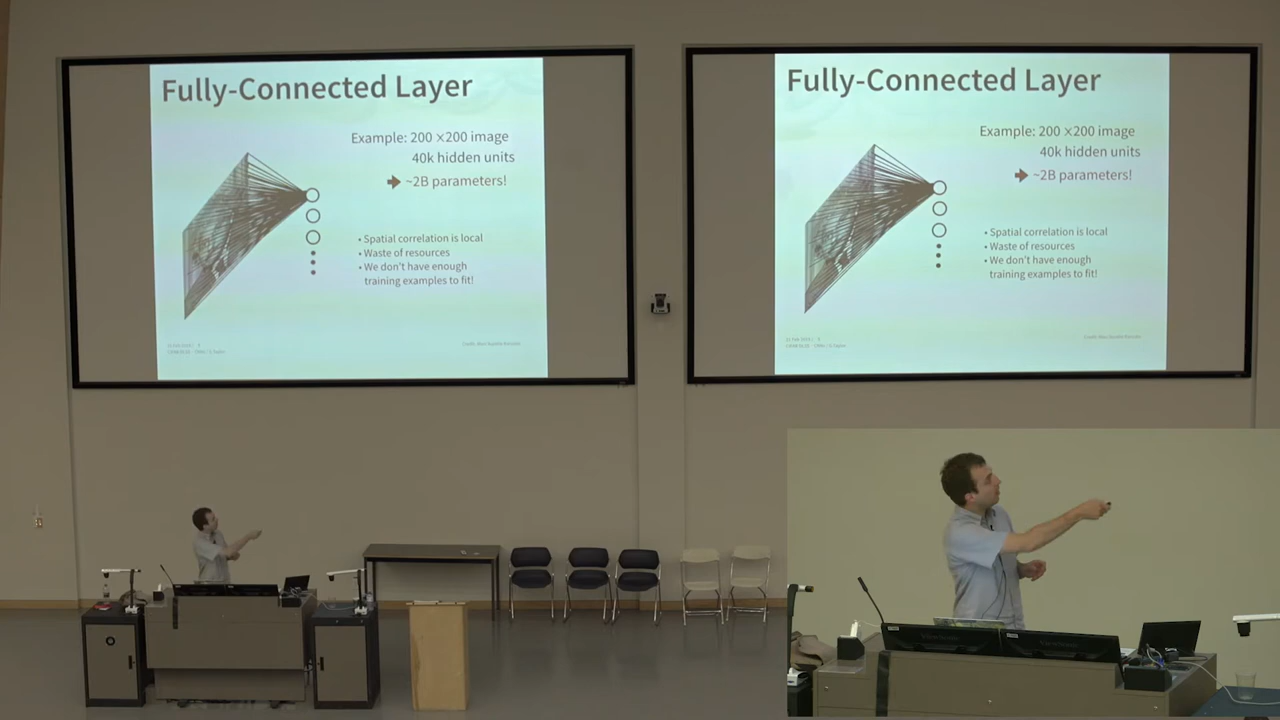 Fully-Connected Layer
Example: 200 ×200 image
40k hidden units
~2B parameters!
• Spatial correlation is local
• Waste of resources
• We don't have enough
training examples to fit!
Fully-Connected Layer
Example: 200 ×200 image
40k hidden units
~2B parameters!
• Spatial correlation is local
• Waste of resources
• We don't have enough
training examples to fit!